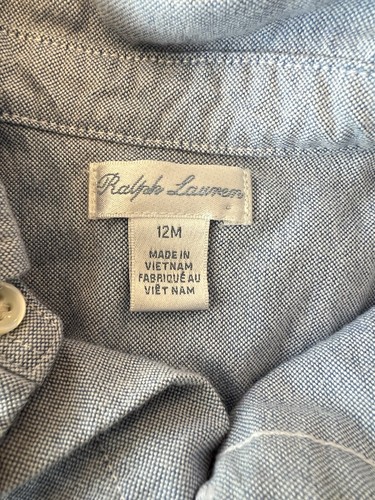 Ralph Lauren
12M
MADE IN
VIETNAM
FABRIQUÉ AU
VIÊT NAM